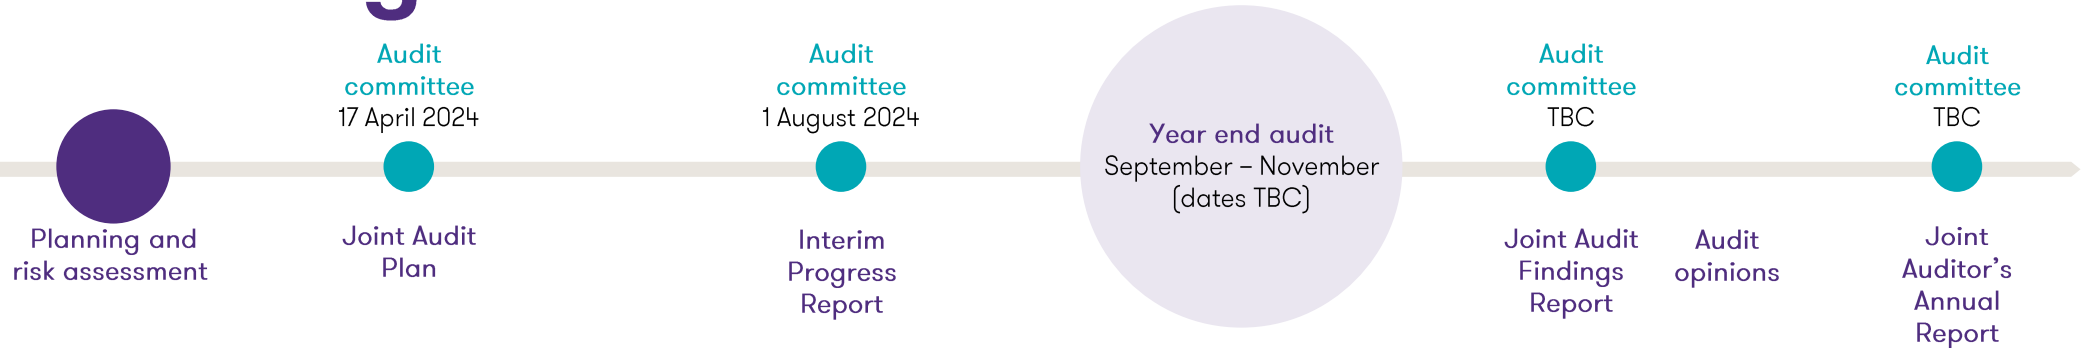 Audit
committee
17 April 2024
Audit
committee
1 August 2024
Year end audit
September – November
(dates TBC)
Audit
committee
TBC
Audit
committee
TBC
Planning and
risk assessment
Joint Audit
Plan
Interim
Progress
Report
Joint Audit
Findings
Report
Audit
opinions
Joint
Auditor’s
Annual
Report